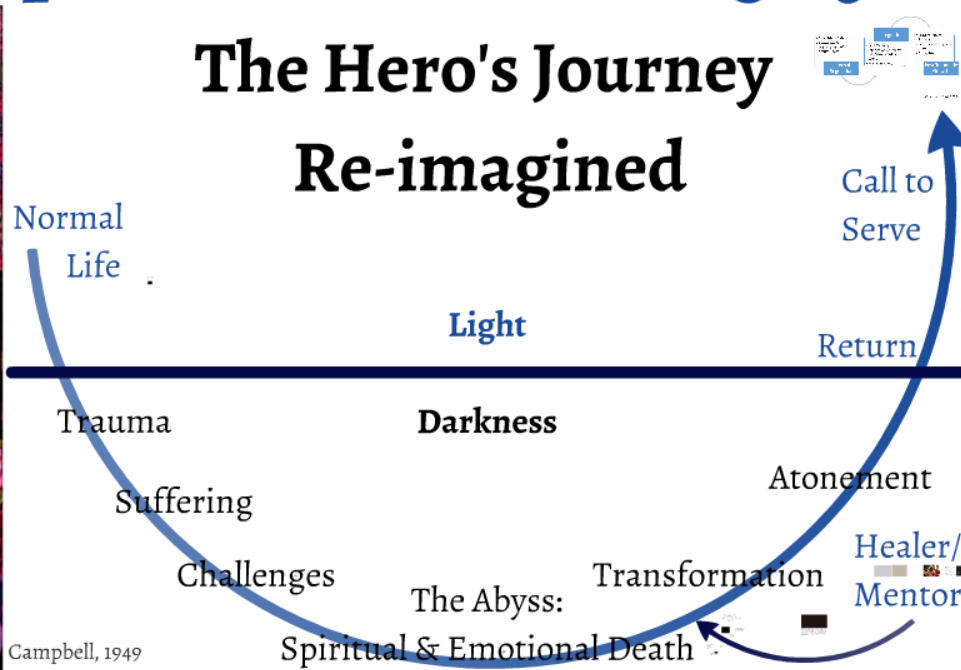 The Hero's Journey
Re-imagined
Normal
Life
Call to
Serve
Light
Return
Trauma
Darkness
Suffering
Atonement
Challenges
Transformation
Healer/
Mentor
The Abyss:
Spiritual & Emotional Death
Campbell, 1949